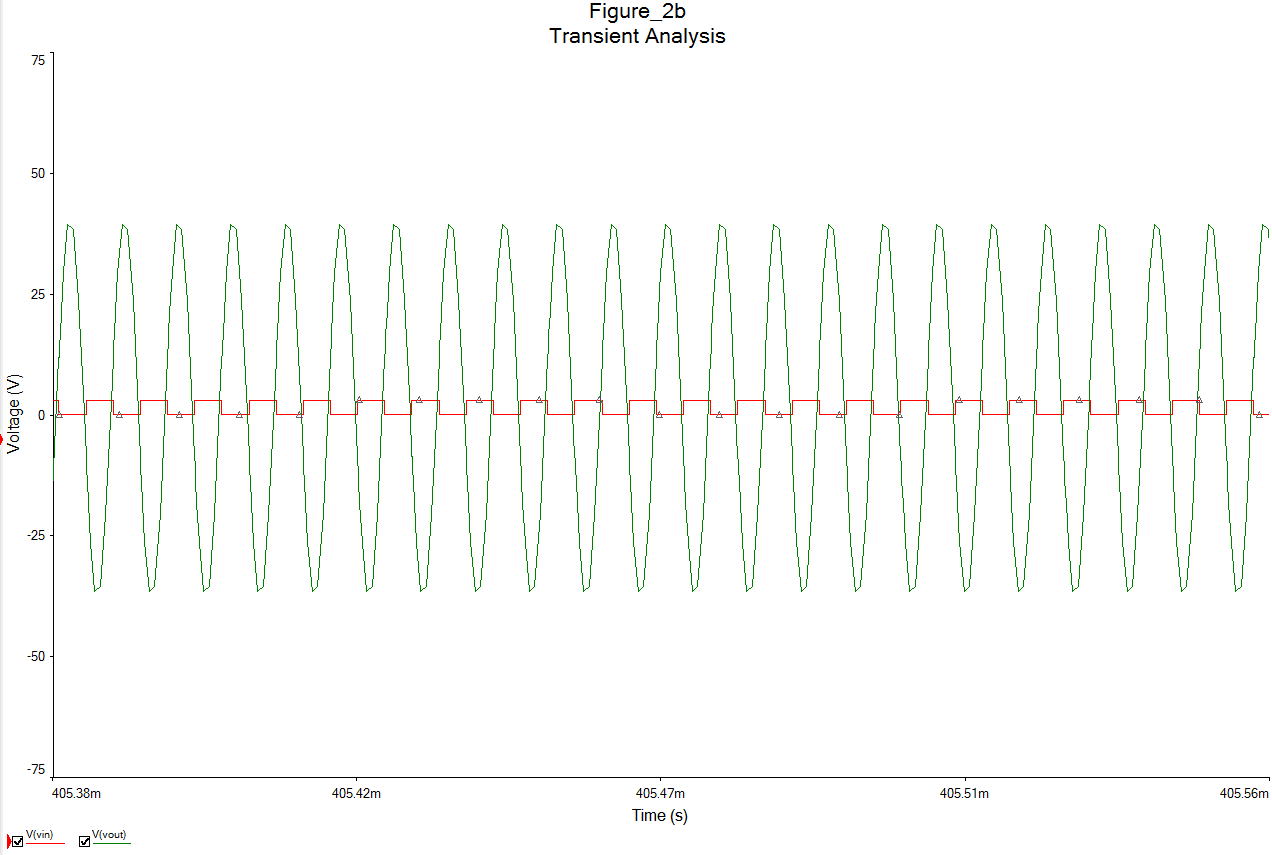 Figure_2b
Transient Analysis
75
50
25
0
-25
-50
-75
Voltage (V)
405.38m 405.42m 405.47m 405.51m 405.56m
Time (s)
V(vin) V(vout)